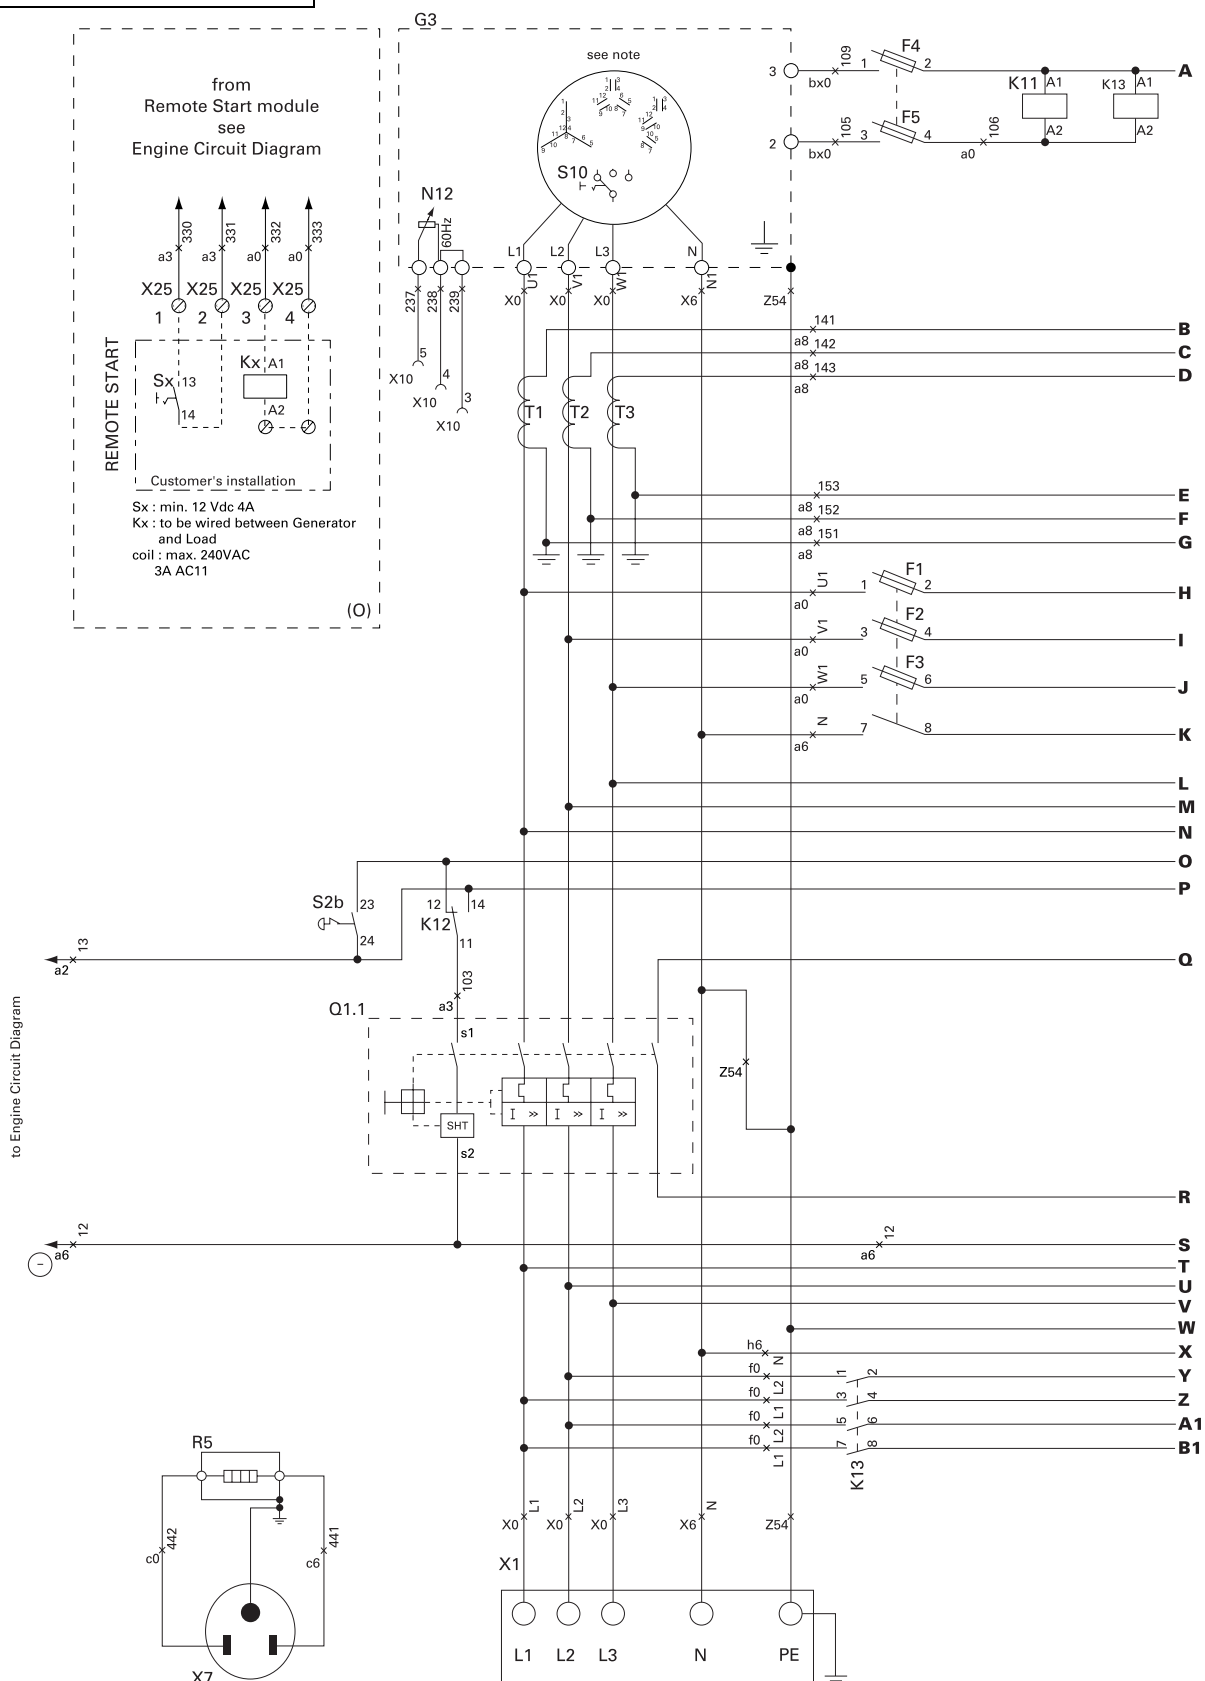 G3
from
Remote Start module
see
Engine Circuit Diagram
a3 330
a3 331
a0 332
a0 333
X25 X25 X25 X25
1 2 3 4
REMOTE START
Sx 13
14
Kx A1
A2
Customer's installation
Sx : min. 12 Vdc 4A
Kx : to be wired between Generator
and Load
coil : max. 240VAC
3A AC11
(O)
see note
S10
N12
60Hz
L1 L2 L3 N
U1 V1 W1 N1
X0 X0 X0 X6 Z54
237 238 239
5
X10
4
X10
3
X10
3 bx0 109 1 F4 2 A
2 bx0 105 3 F5 4 a0 106
K11 A1
A2
K13 A1
A2
141 B
a8 142 C
a8 143 D
a8
T1 T2 T3
153 E
a8 152 F
a8 151 G
a8
a0 U1 1 F1 2 H
a0 V1 3 F2 4 I
a0 W1 5 F3 6 J
a6 N 7 8 K
L
M
N
O
P
S2b 23
24
12 14
K12
11
a2 13
Q
a3 103
Q1.1
s1
SHT
s2
I >> I >> I >>
Z54
to Engine Circuit Diagram
R
a6 12
–
a6 12 S
T
U
V
W
h6 N X
f0 L2 1 2 Y
f0 L1 3 4 Z
f0 L2 5 6 A1
f0 L1 7 8 B1
K13
R5
c0 442
c6 441
X7
X0 L1 X0 L2 X0 L3 X6 N Z54
X1
L1 L2 L3 N PE